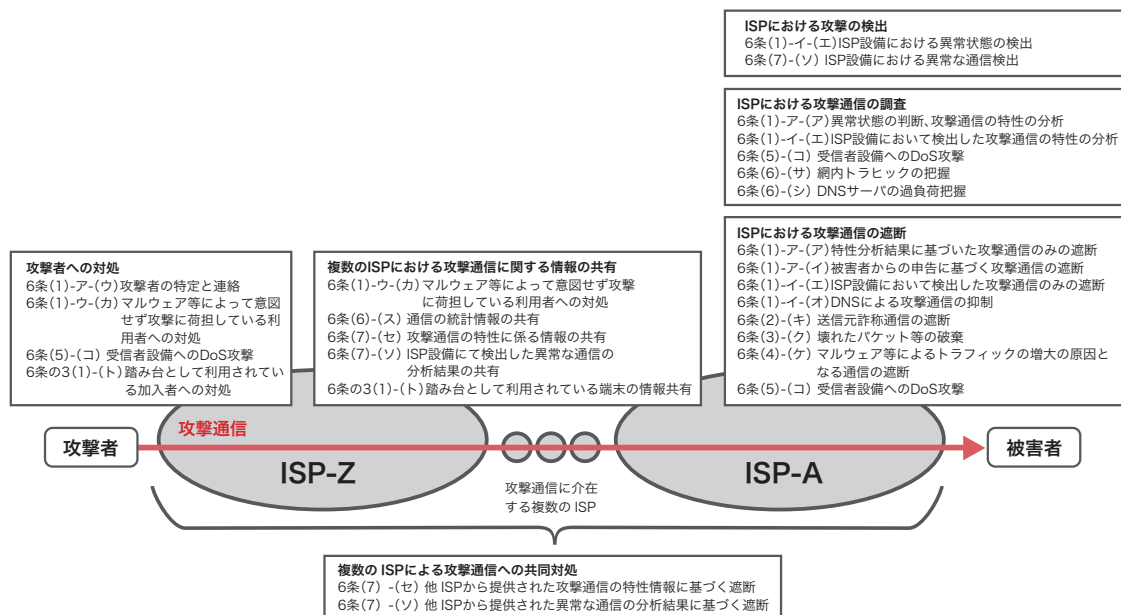 ISPにおける攻撃の検出
6条(1)-イ-(エ)ISP設備における異常状態の検出
6条(7)-(ソ) ISP設備における異常な通信検出
ISPにおける攻撃通信の調査
6条(1)-ア-(ア)異常状態の判断、攻撃通信の特性の分析
6条(1)-イ-(エ)ISP設備において検出した攻撃通信の特性の分析
6条(5)-(コ) 受信者設備へのDoS攻撃
6条(6)-(サ) 網内トラヒックの把握
6条(6)-(シ) DNSサーバの過負荷把握
ISPにおける攻撃通信の遮断
6条(1)-ア-(ア)特性分析結果に基づいた攻撃通信のみの遮断
6条(1)-ア-(イ)被害者からの申告に基づく攻撃通信の遮断
6条(1)-イ-(エ)ISP設備において検出した攻撃通信のみの遮断
6条(1)-イ-(オ)DNSによる攻撃通信の抑制
6条(2)-(キ) 送信元詐称通信の遮断
6条(3)-(ク) 壊れたパケット等の破棄
6条(4)-(ケ) マルウェア等によるトラフィックの増大の原因と
なる通信の遮断
6条(5)-(コ) 受信者設備へのDoS攻撃
攻撃者への対処
6条(1)-ア-(ウ)攻撃者の特定と連絡
6条(1)-ウ-(カ)マルウェア等によって意図
せず攻撃に荷担している利
用者への対処
6条(5)-(コ) 受信者設備へのDoS攻撃
6条の3(1)-(ト)踏み台として利用されてい
る加入者への対処
複数のISPにおける攻撃通信に関する情報の共有
6条(1)-ウ-(カ)マルウェア等によって意図せず攻撃
に荷担している利用者への対処
6条(6)-(ス) 通信の統計情報の共有
6条(7)-(セ) 攻撃通信の特性に係る情報の共有
6条(7)-(ソ) ISP設備にて検出した異常な通信の
分析結果の共有
6条の3(1)-(ト)踏み台として利用されている端末の情報共有
攻撃者
攻撃通信
ISP-Z
攻撃通信に介在
する複数の ISP
ISP-A
被害者
複数の ISPによる攻撃通信への共同対処
6条(7) -(セ) 他 ISPから提供された攻撃通信の特性情報に基づく遮断
6条(7) -(ソ) 他 ISPから提供された異常な通信の分析結果に基づく遮断